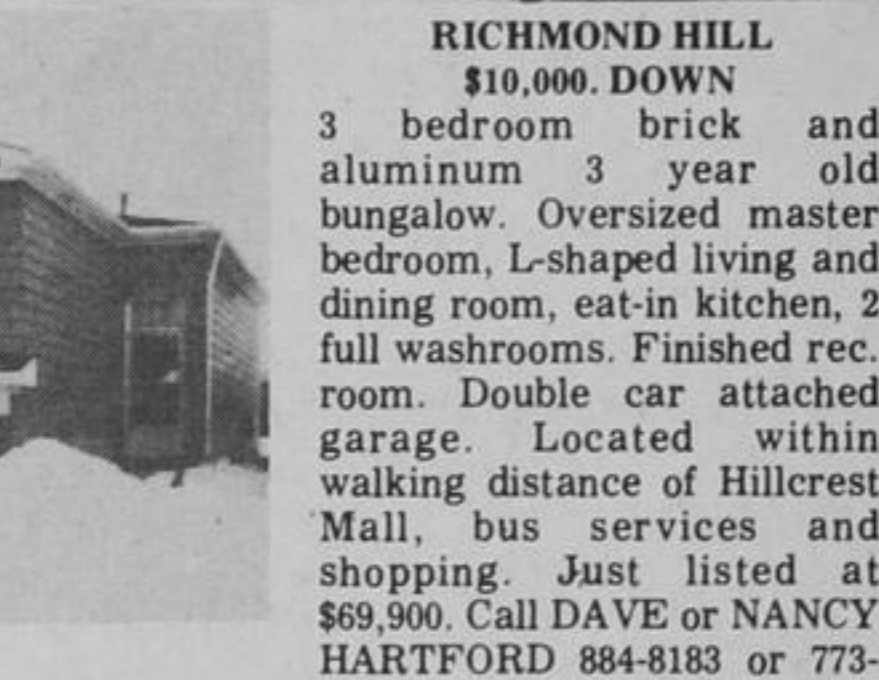 RICHMOND HILL
$10,000. DOWN
3 bedroom brick and
aluminum 3 year old
bungalow. Oversized master
bedroom, L-shaped living and
dining room, eat-in kitchen, 2
full washrooms. Finished rec.
room. Double car attached
garage. Located within
walking distance of Hillcrest
Mall, bus services and
shopping. Just listed at
$69,900. Call DAVE or NANCY
HARTFORD 884-8183 or 773-